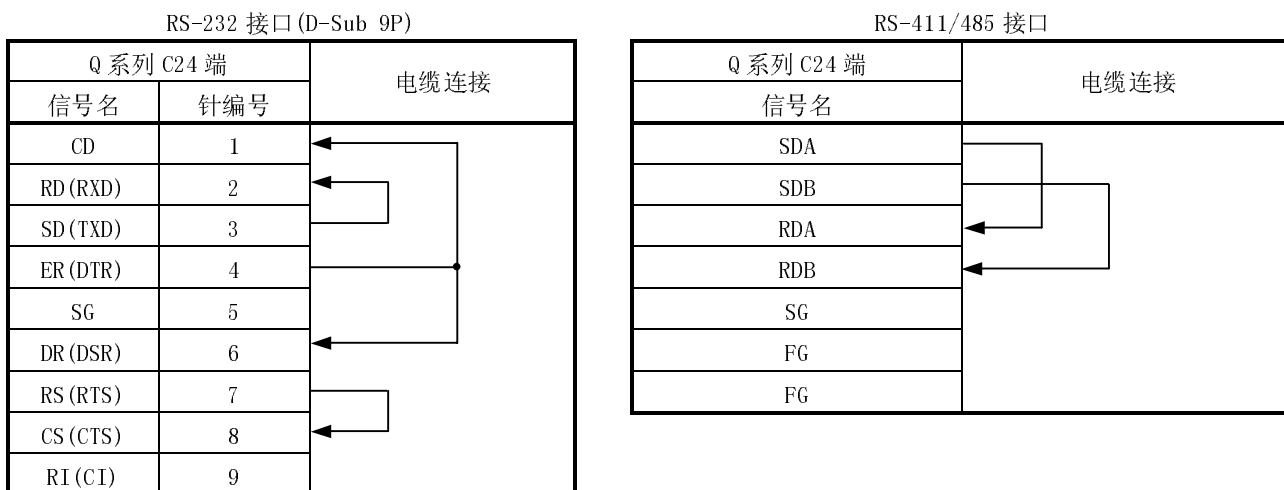 RS-232 接口(D-Sub 9P)
Q 系列 C24 端
电缆连接
信号名 针编号
CD 1
RD(RXD) 2
SD(TXD) 3
ER(DTR) 4
SG 5
DR(DSR) 6
RS(RTS) 7
CS(CTS) 8
RI(CI) 9
RS-411/485 接口
Q 系列 C24 端
电缆连接
信号名
SDA
SDB
RDA
RDB
SG
FG
FG